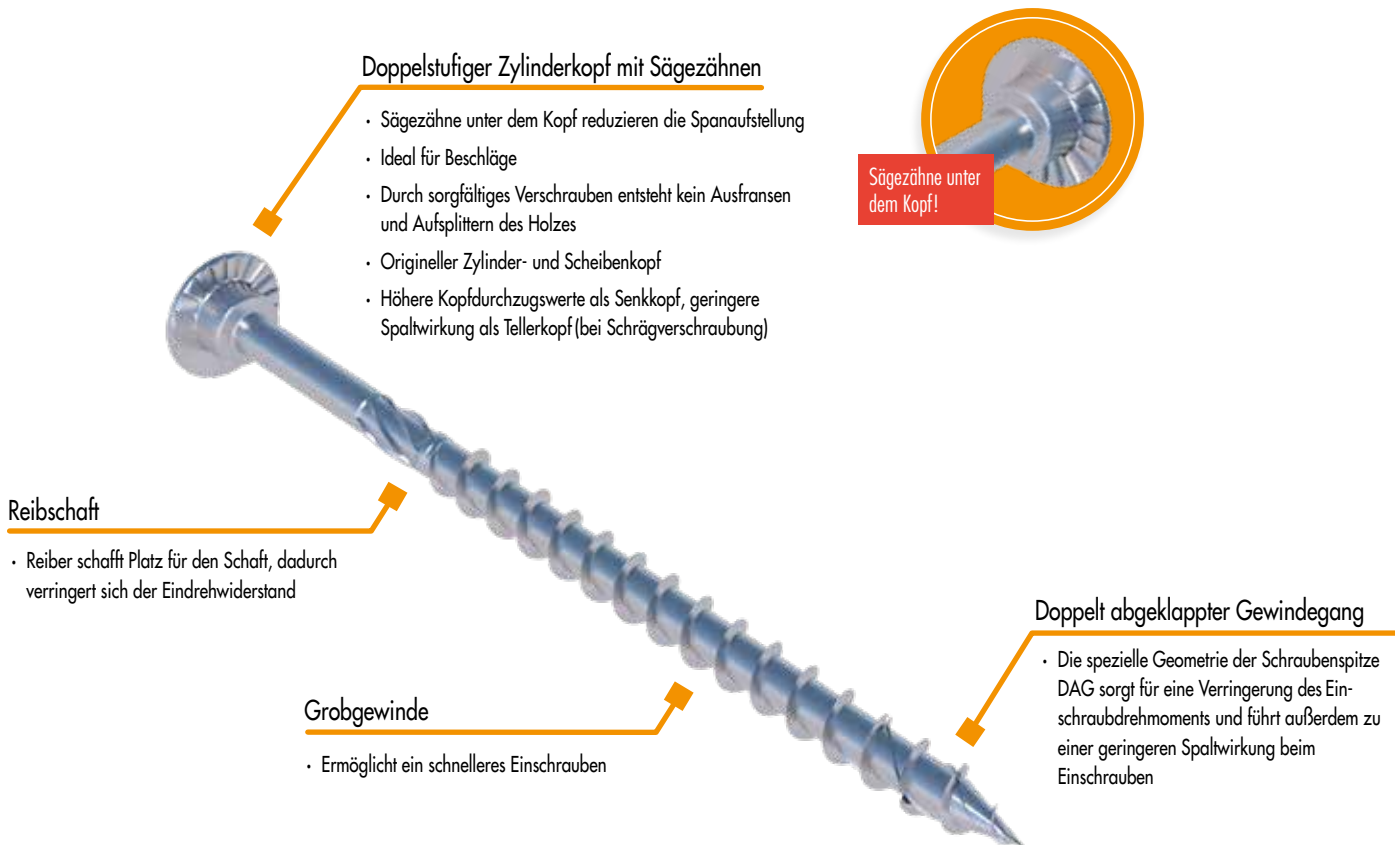 Doppelstufiger Zylinderkopf mit Sägezähnen
· Sägezähne unter dem Kopf reduzieren die Spanaufstellung
· Ideal für Beschläge
· Durch sorgfältiges Verschrauben entsteht kein Ausfransen
und Aufsplittern des Holzes
· Origineller Zylinder- und Scheibenkopf
· Höhere Kopfdurchzugswerte als Senkkopf, geringere
Spaltwirkung als Tellerkopf (bei Schrägverschraubung)
Sägezähne unter
dem Kopf!
Reibschaft
· Reiber schafft Platz für den Schaft, dadurch
verringert sich der Eindrehwiderstand
Grobgewinde
· Ermöglicht ein schnelleres Einschrauben
Doppelt abgeklappter Gewindegang
· Die spezielle Geometrie der Schraubenspitze
DAG sorgt für eine Verringerung des Ein-
schraubdrehmoments und führt außerdem zu
einer geringeren Spaltwirkung beim
Einschrauben